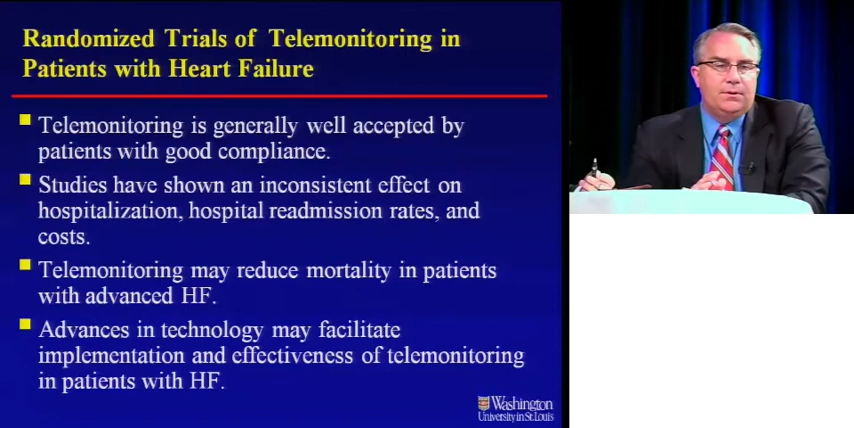 Randomized Trials of Telemonitoring in
Patients with Heart Failure
Telemonitoring is generally well accepted by
patients with good compliance.
Studies have shown an inconsistent effect on
hospitalization, hospital readmission rates, and
costs.
Telemonitoring may reduce mortality in patients
with advanced HF.
Advances in technology may facilitate
implementation and effectiveness of telemonitoring
in patients with HF.
Washington
University in St. Louis